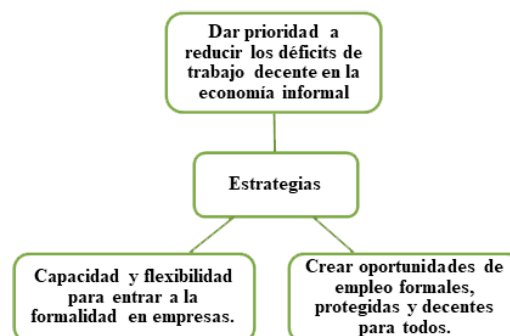 Dar prioridad a
reducir los déficits de
trabajo decente en la
economía informal
Estrategias
Capacidad y flexibilidad
para entrar a la
formalidad en empresas.
Crear oportunidades de
empleo formales,
protegidas y decentes
para todos.